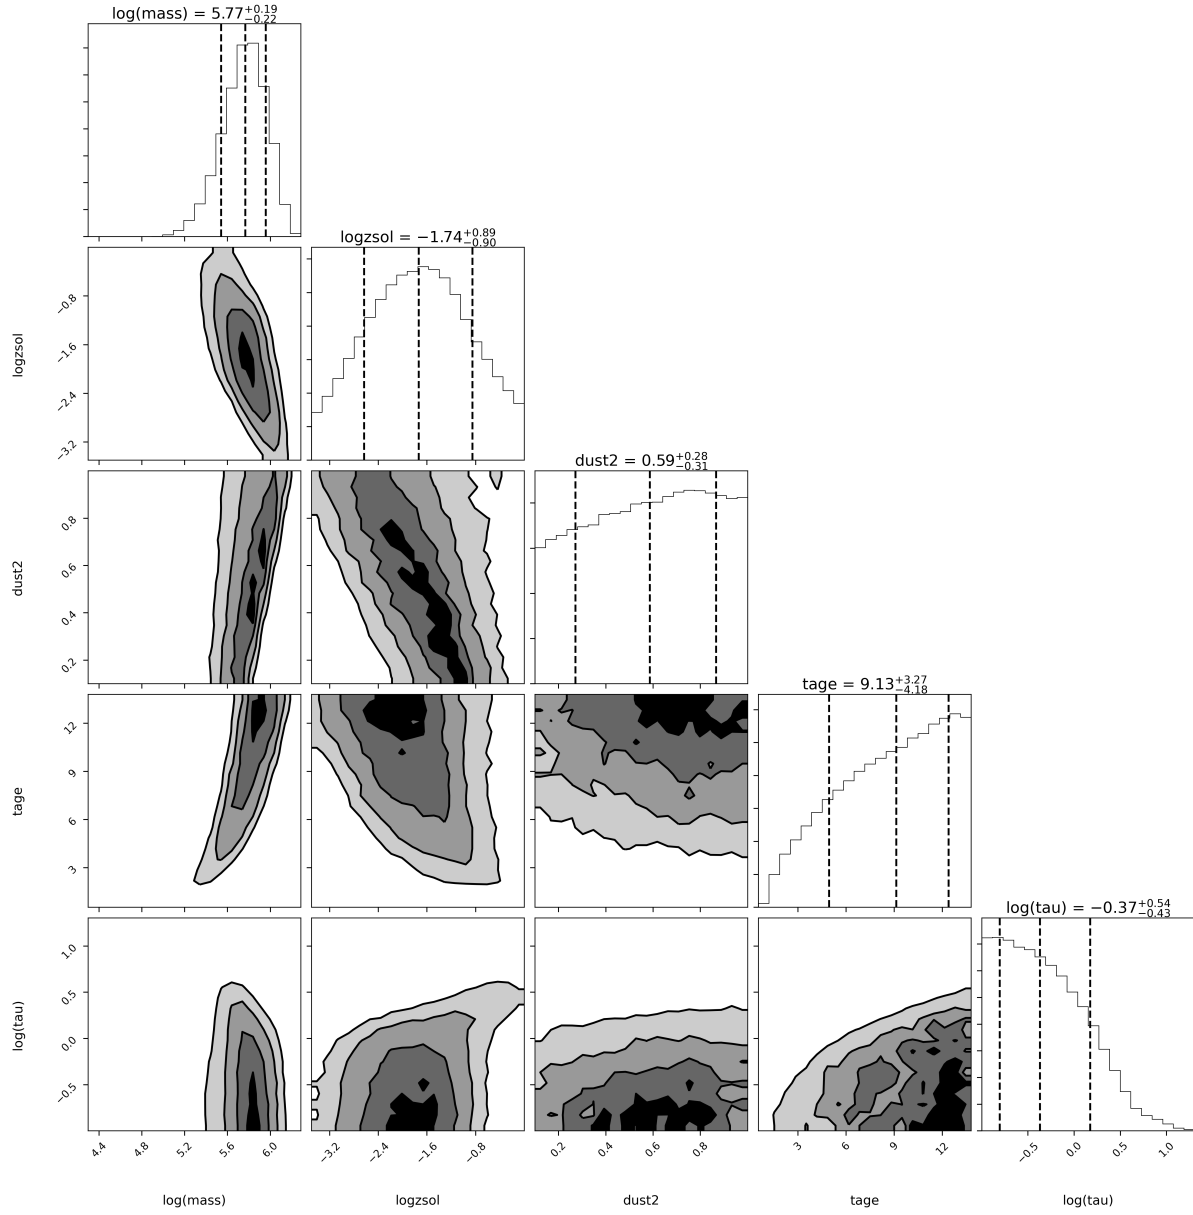 log(mass) = 5.77+0.19−0.22
logzsol = −1.74+0.89−0.90
−0.8
−1.6
−2.4
−3.2
logzsol
dust2 = 0.59+0.28−0.31
0.8
0.6
0.4
0.2
dust2
tage = 9.13+3.27−4.18
12
9
6
3
tage
log(tau) = −0.37+0.54−0.43
1.0
0.5
0.0
−0.5
log(tau)
4.4 4.8 5.2 5.6 6.0 −3.2 −2.4 −1.6 −0.8 0.2 0.4 0.6 0.8 3 6 9 12 −0.5 0.0 0.5 1.0
log(mass) logzsol dust2 tage log(tau)